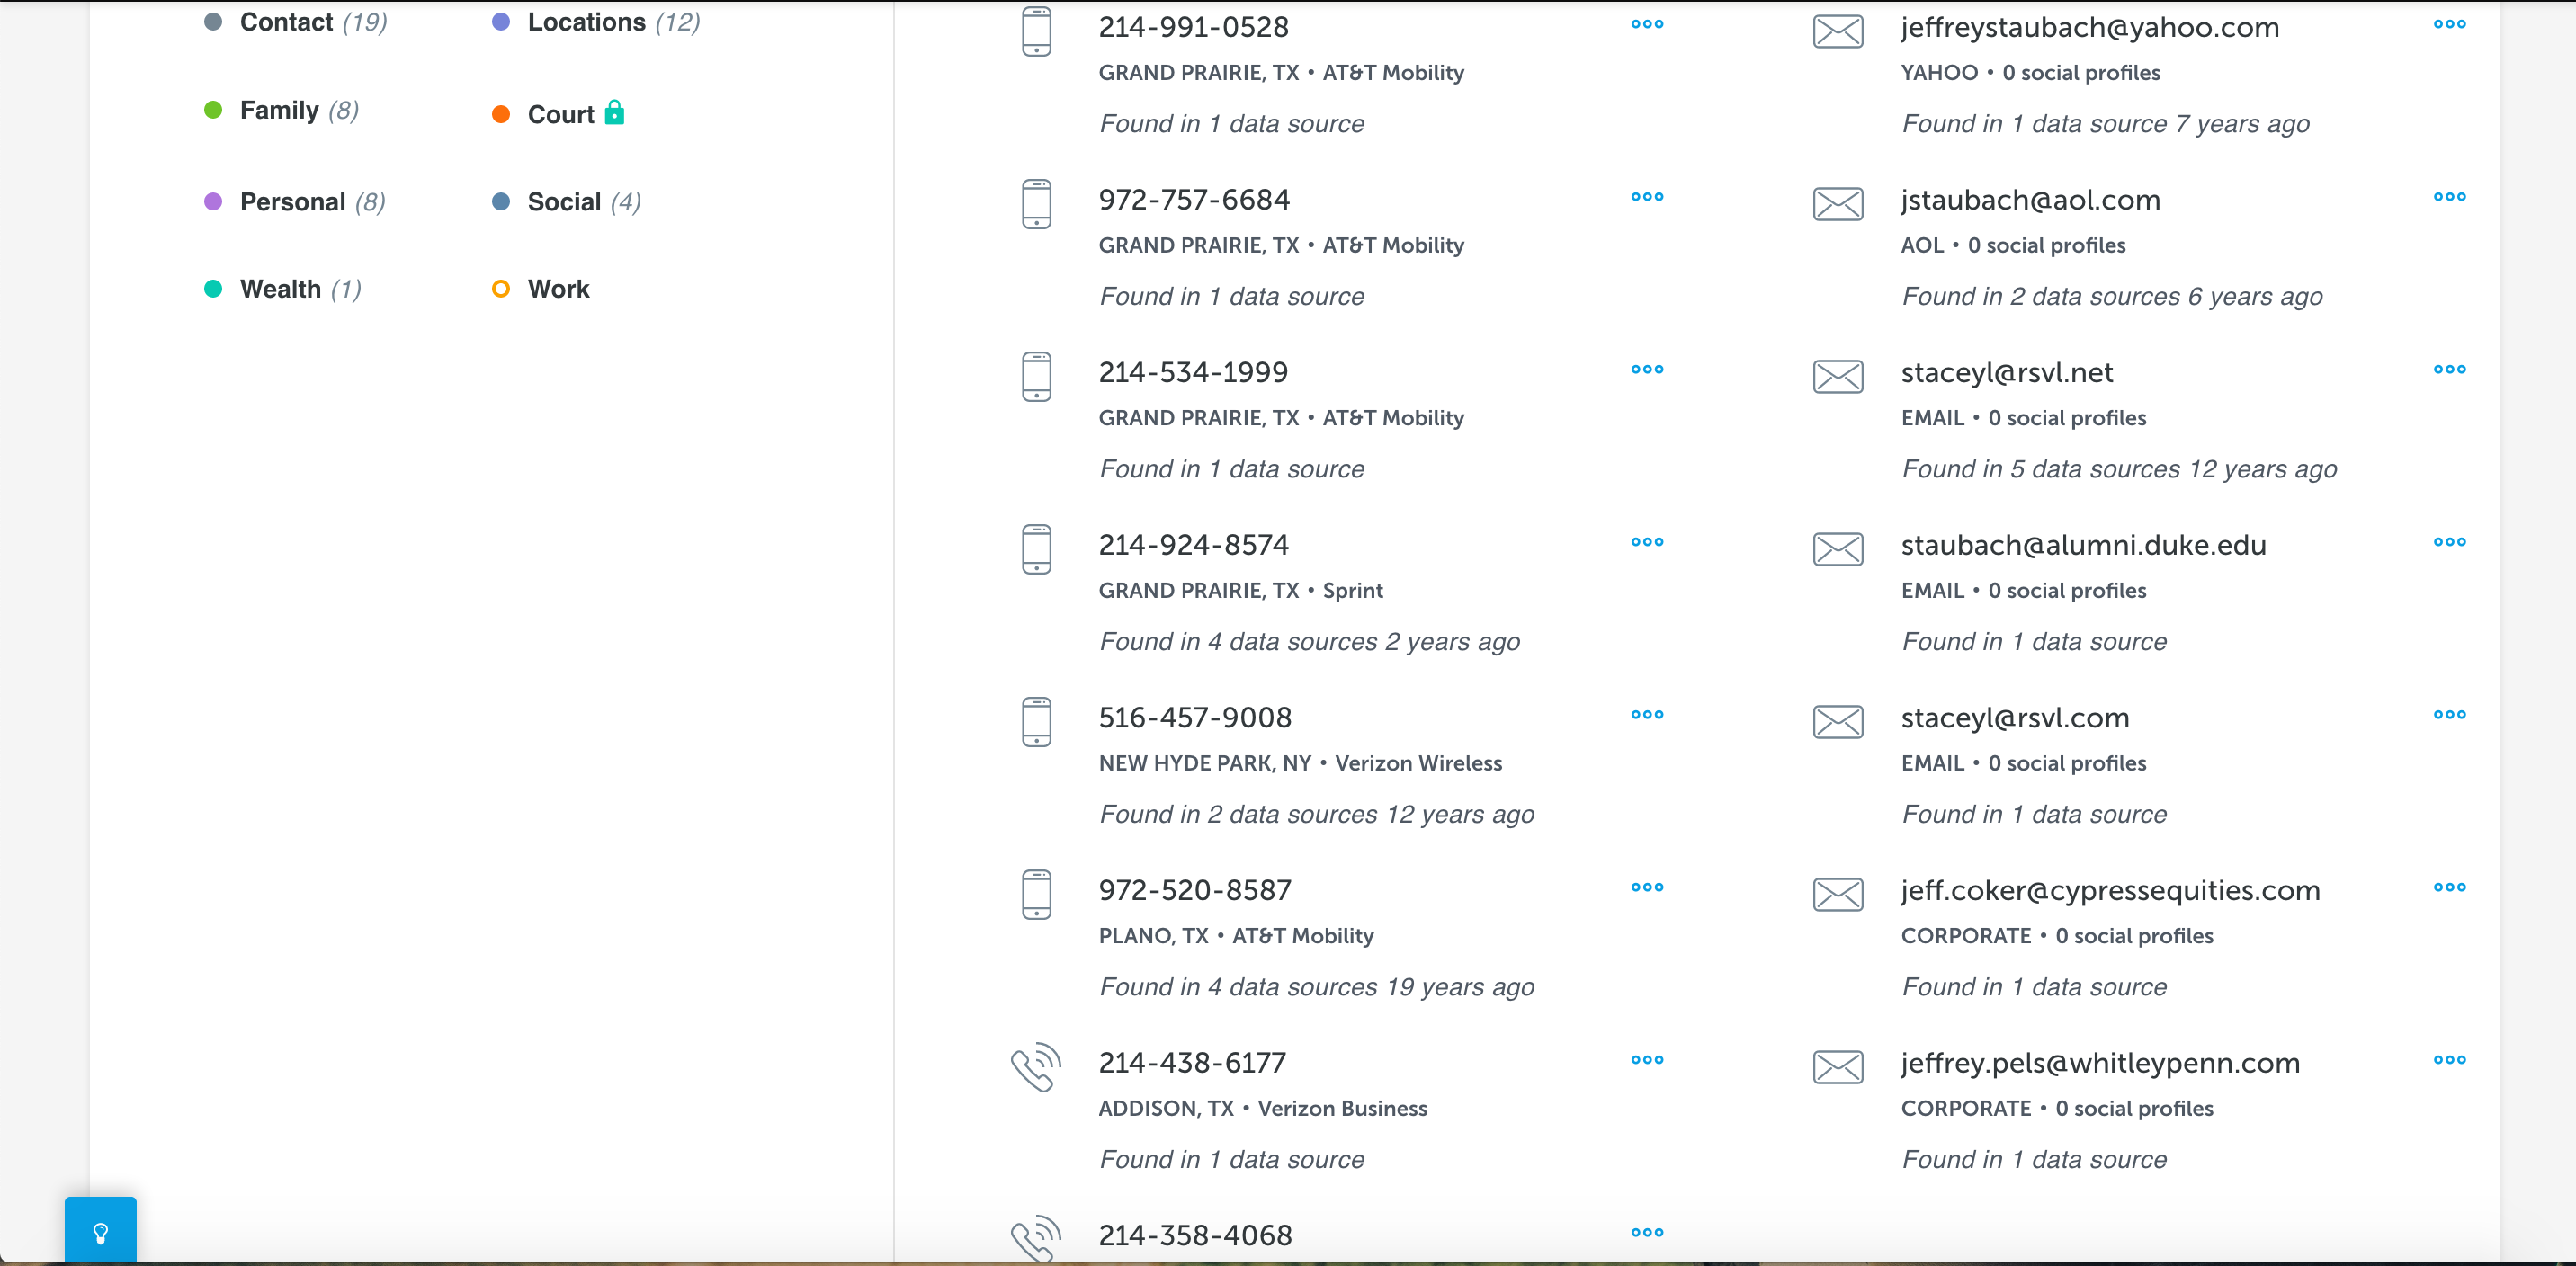 Contact (19)
Locations (12)
Family (8)
Court
Personal (8)
Social (4)
Wealth (1)
Work
214-991-0528
GRAND PRAIRIE, TX • AT&T Mobility
Found in 1 data source
972-757-6684
GRAND PRAIRIE, TX • AT&T Mobility
Found in 1 data source
214-534-1999
GRAND PRAIRIE, TX • AT&T Mobility
Found in 1 data source
214-924-8574
GRAND PRAIRIE, TX • Sprint
Found in 4 data sources 2 years ago
516-457-9008
NEW HYDE PARK, NY • Verizon Wireless
Found in 2 data sources 12 years ago
972-520-8587
PLANO, TX • AT&T Mobility
Found in 4 data sources 19 years ago
214-438-6177
ADDISON, TX • Verizon Business
Found in 1 data source
214-358-4068
jeffreystaubach@yahoo.com
YAHOO • 0 social profiles
Found in 1 data source 7 years ago
jstaubach@aol.com
AOL • 0 social profiles
Found in 2 data sources 6 years ago
staceyl@rsvl.net
EMAIL • 0 social profiles
Found in 5 data sources 12 years ago
staubach@alumni.duke.edu
EMAIL • 0 social profiles
Found in 1 data source
staceyl@rsvl.com
EMAIL • 0 social profiles
Found in 1 data source
jeff.coker@cypressequities.com
CORPORATE • 0 social profiles
Found in 1 data source
jeffrey.pels@whitleypenn.com
CORPORATE • 0 social profiles
Found in 1 data source